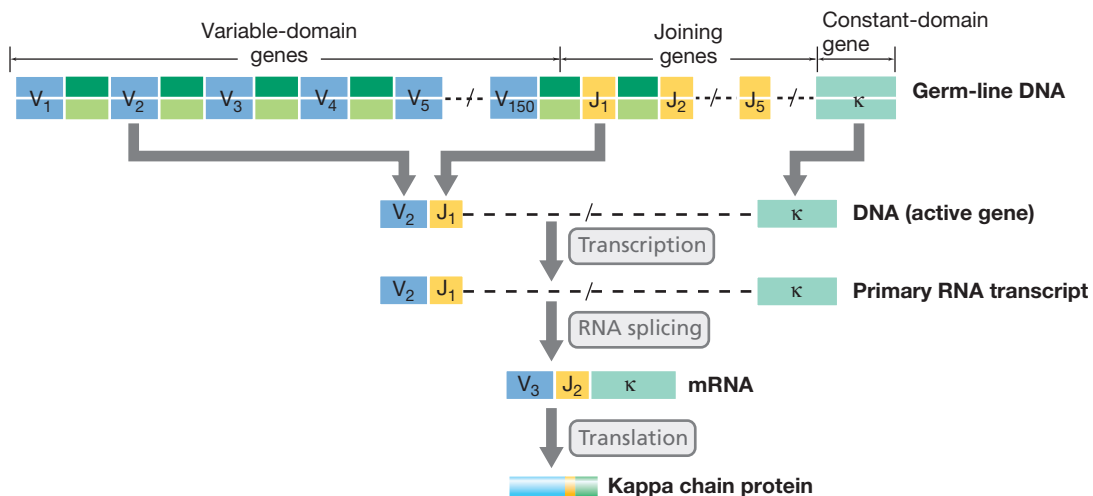 Variable-domain
genes
Joining
genes
Constant-domain
gene
V1 V2 V3 V4 V5 V150 J1 J2 J5 κ Germ-line DNA
V2 J1 κ DNA (active gene)
Transcription
V2 J1 κ Primary RNA transcript
RNA splicing
V3 J2 κ mRNA
Translation
Kappa chain protein